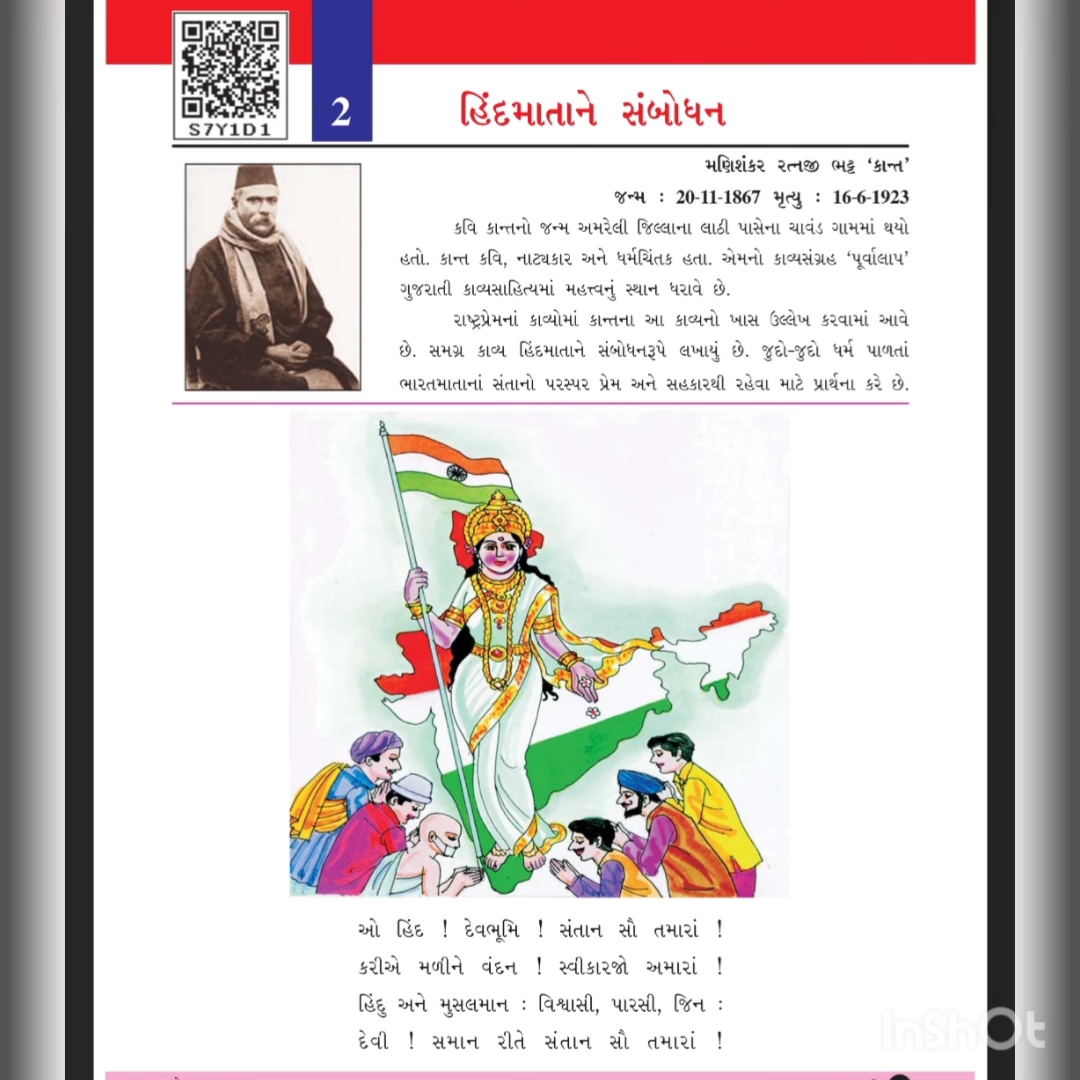 S7Y1D1
2
હિંદમાતાને સંબોધન
મણિશંકર રત્નજી ભટ્ટ ‘કાન્ત’
જન્મ : 20-11-1867 મૃત્યુ : 16-6-1923
કવિ કાન્તનો જન્મ અમરેલી જિલ્લાના લાઠી પાસેના ચાવંડ ગામમાં થયો
હતો. કાન્ત કવિ, નાટ્યકાર અને ધર્મચિંતક હતા. એમનો કાવ્યસંગ્રહ ‘પૂર્વાલાપ’
ગુજરાતી કાવ્યસાહિત્યમાં મહત્ત્વનું સ્થાન ધરાવે છે.
રાષ્ટ્રપ્રેમનાં કાવ્યોમાં કાન્તના આ કાવ્યનો ખાસ ઉલ્લેખ કરવામાં આવે
છે. સમગ્ર કાવ્ય હિંદમાતાને સંબોધનરૂપે લખાયું છે. જુદો-જુદો ધર્મ પાળતાં
ભારતમાતાનાં સંતાનો પરસ્પર પ્રેમ અને સહકારથી રહેવા માટે પ્રાર્થના કરે છે.
ઓ હિંદ ! દેવભૂમિ ! સંતાન સૌ તમારાં !
કરીએ મળીને વંદન ! સ્વીકારજો અમારાં !
હિંદુ અને મુસલમાન : વિશ્વાસી, પારસી, જિન :
દેવી ! સમાન રીતે સંતાન સૌ તમારાં !
InShOt